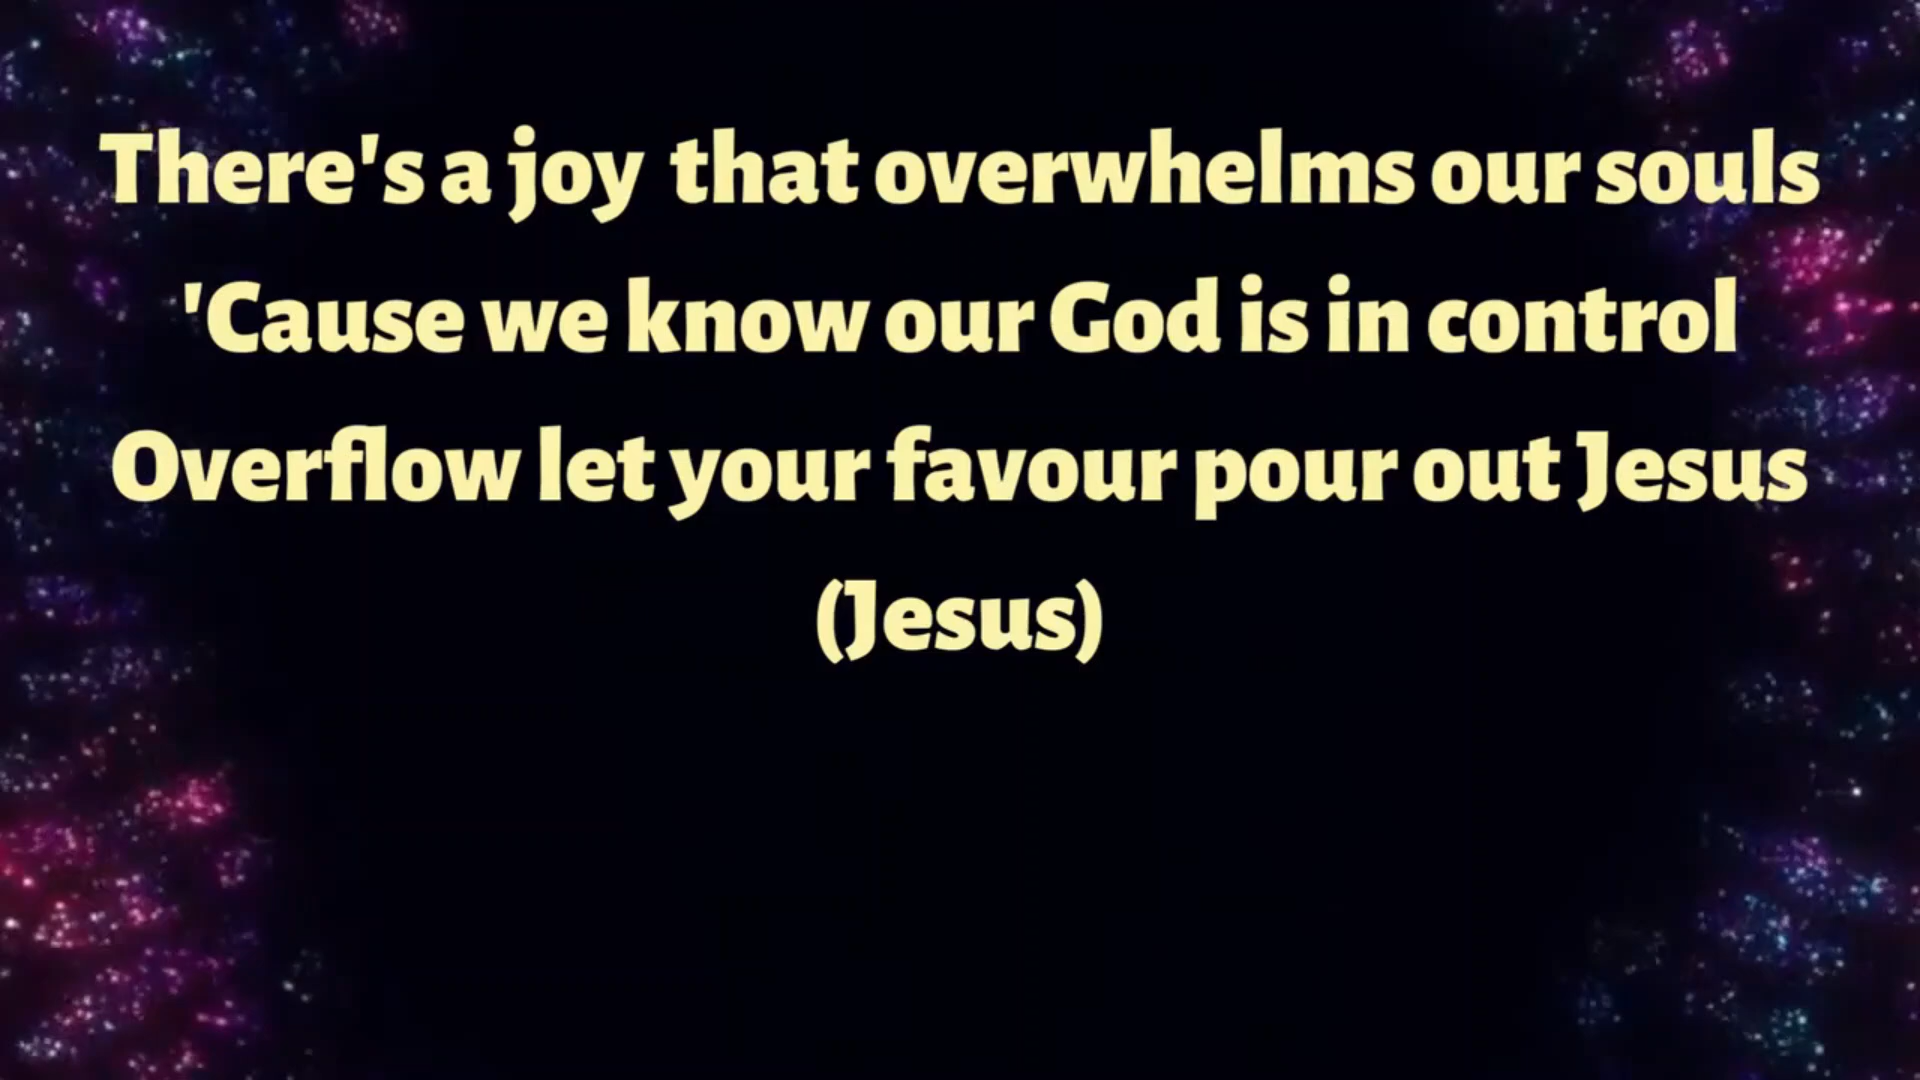 There's a joy that overwhelms our souls
'Cause we know our God is in control
Overflow let your favour pour out Jesus
(Jesus)